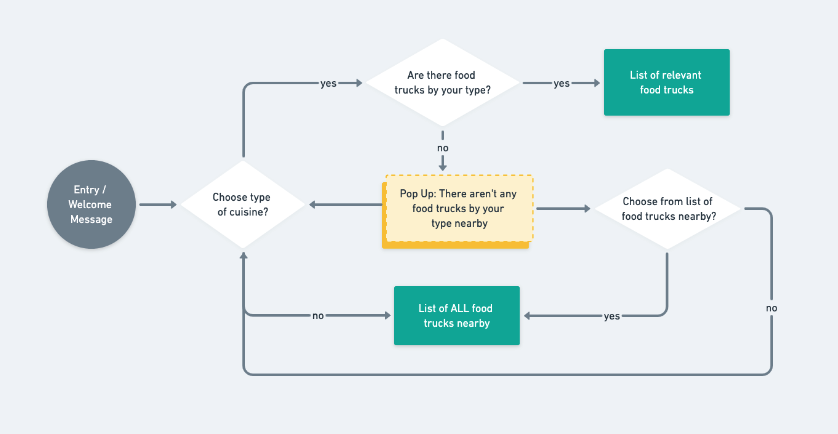 Are there food
trucks by your type?
yes
yes
List of relevant
food trucks
no
Entry /
Welcome
Message
Choose type
of cuisine?
Pop Up: There aren't any
food trucks by your
type nearby
Choose from list of
food trucks nearby?
no
List of ALL food
trucks nearby
yes
no